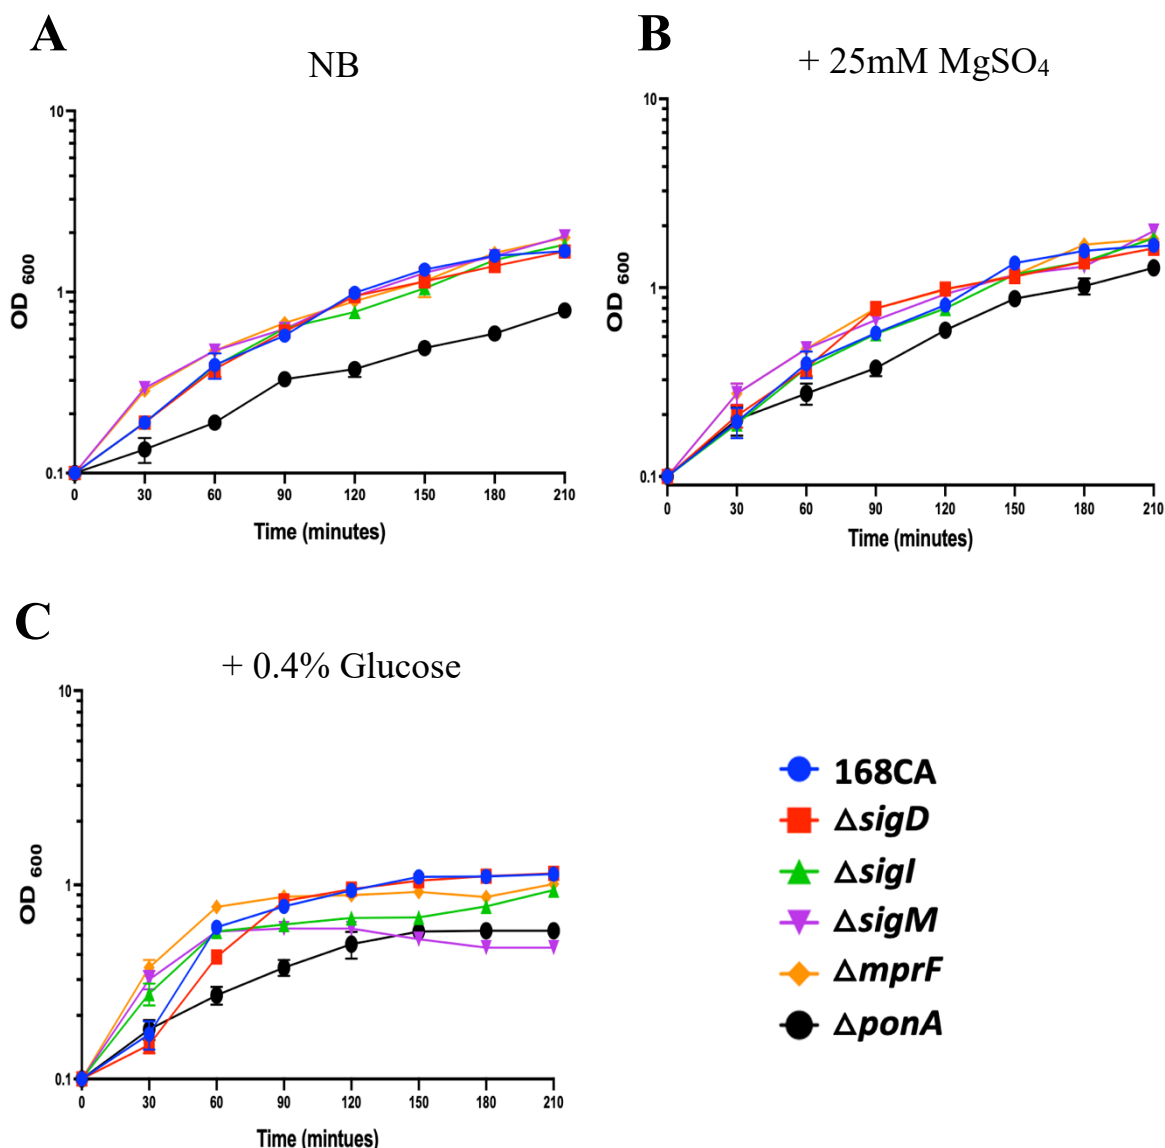 A
NB
10
1
0.1
OD 600
0 30 60 90 120 150 180 210
Time (minutes)
B
+ 25mM MgSO₄
10
1
0.1
OD 600
0 30 60 90 120 150 180 210
Time (minutes)
C
+ 0.4% Glucose
10
1
0.1
OD 600
0 30 60 90 120 150 180 210
Time (mintues)
168CA
ΔsigD
ΔsigI
ΔsigM
ΔmprF
ΔponA